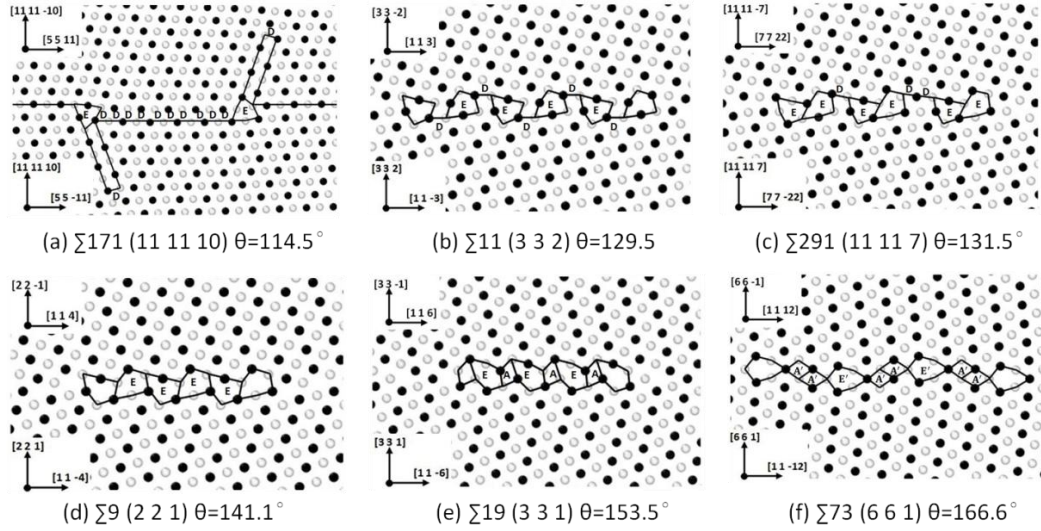 [11 11 -10]
[5 5 11]
D
E D D D D D D D D E
D
[11 11 10]
[5 5 -11]
(a) ∑171 (11 11 10) θ=114.5°
[3 3 -2]
[1 1 3]
D D
E E E E
D D D
[3 3 2]
[1 1 -3]
(b) ∑11 (3 3 2) θ=129.5
[11 11 -7]
[7 7 22]
E E D D E
E
[11 11 7]
[7 7 -22]
(c) ∑291 (11 11 7) θ=131.5°
[2 2 -1]
[1 1 4]
E E E E
[2 2 1]
[1 1 -4]
(d) ∑9 (2 2 1) θ=141.1°
[3 3 -1]
[1 1 6]
E A E A E A
[3 3 1]
[1 1 -6]
(e) ∑19 (3 3 1) θ=153.5°
[6 6 -1]
[1 1 12]
A' A' E' A' A' E' A' A'
[6 6 1]
[1 1 -12]
(f) ∑73 (6 6 1) θ=166.6°